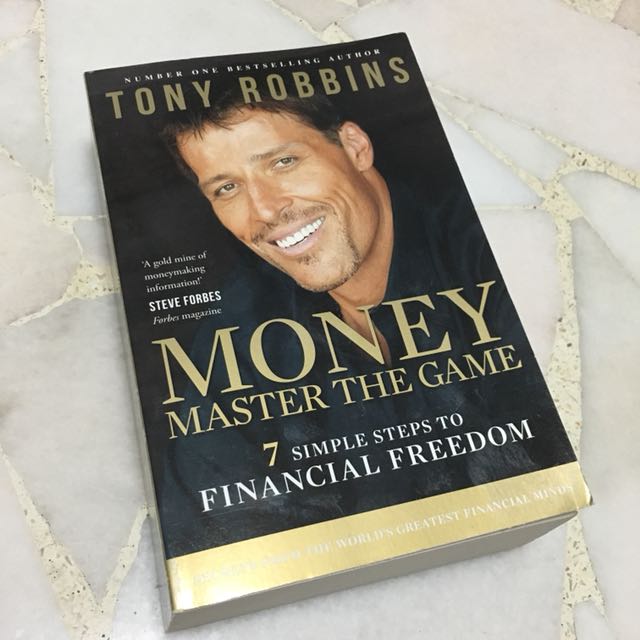 NUMBER ONE BESTSELLING AUTHOR
TONY ROBBINS
'A gold mine of
moneymaking
information!'
STEVE FORBES
Forbes magazine
MONEY
MASTER THE GAME
7 SIMPLE STEPS TO
FINANCIAL FREEDOM
FROM THE WORLD'S GREATEST FINANCIAL MINDS